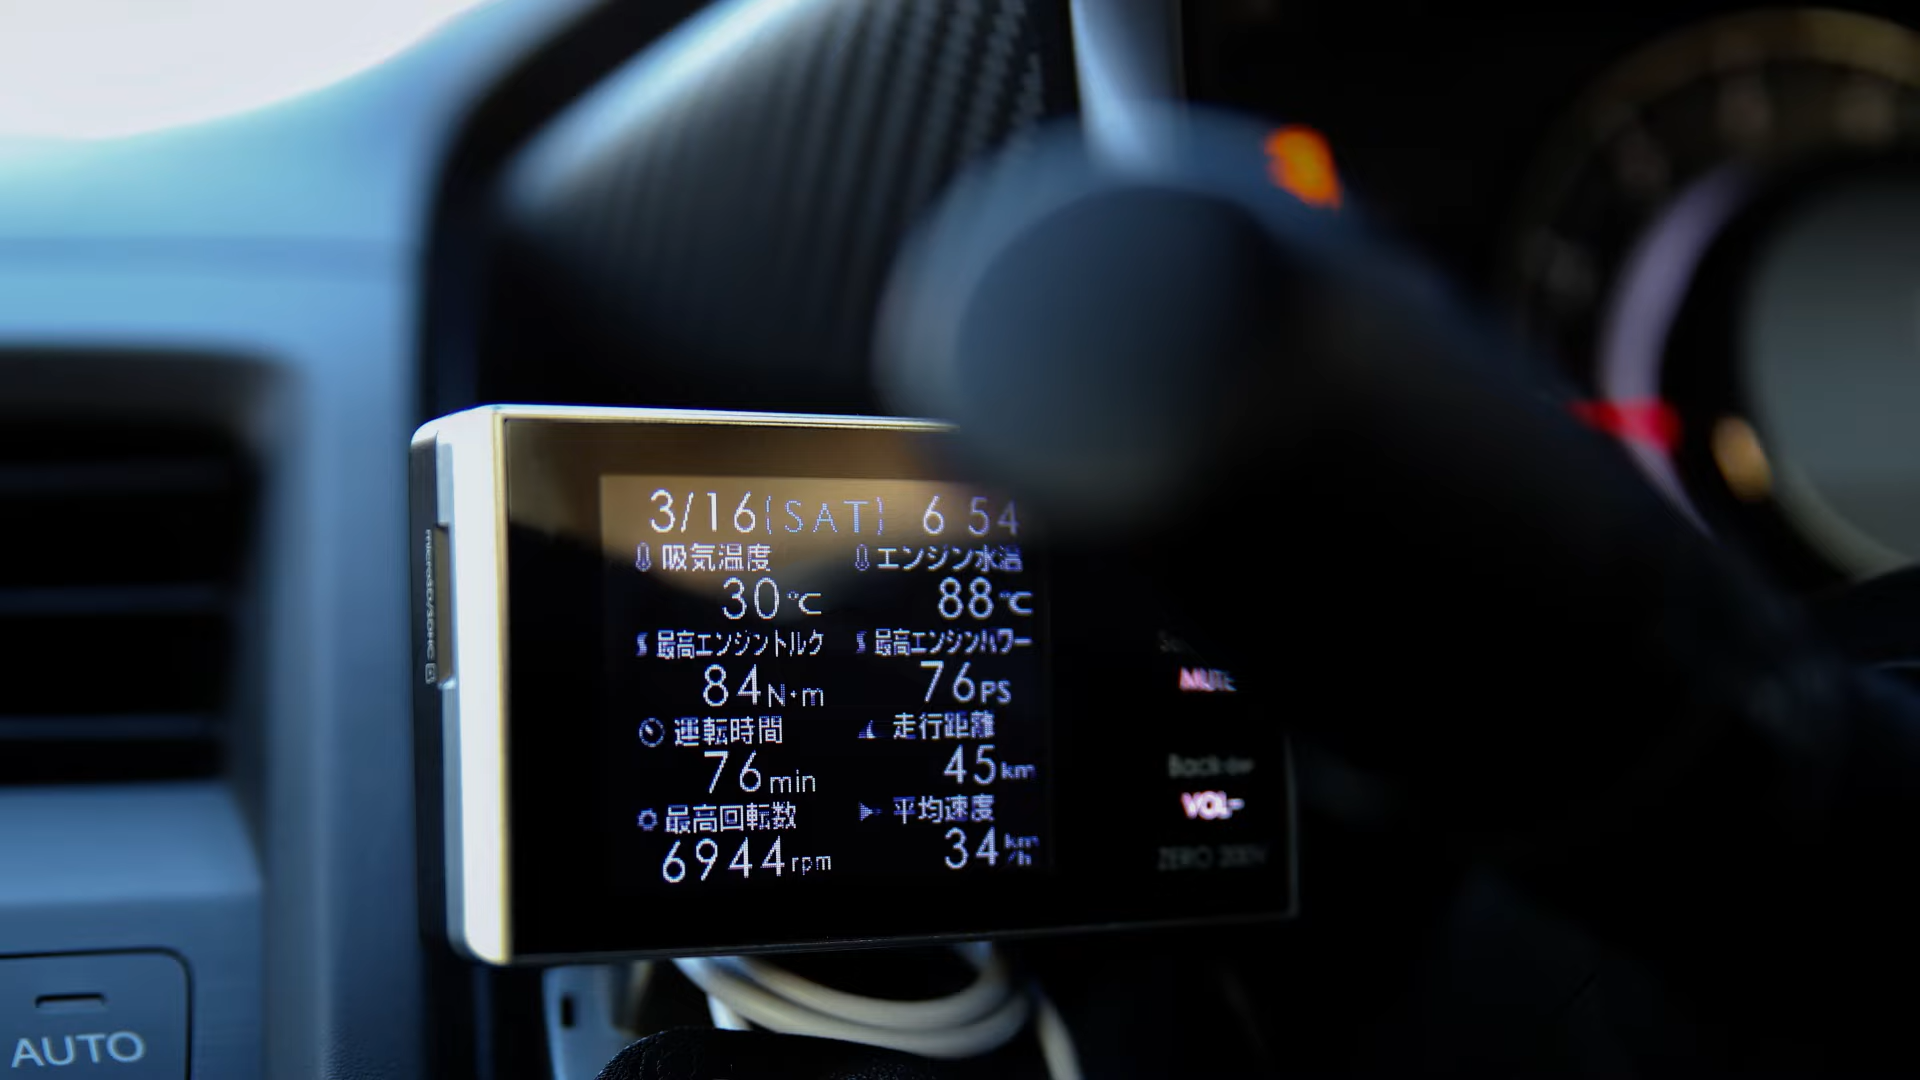 3/16(SAT) 6 54
吸気温度 エンジン水温
30℃ 88℃
最高エンジントルク 最高エンジンパワー
84N·m 76PS
運転時間 走行距離
76min 45km
最高回転数 平均速度
6944rpm 34km/h
microSD/SDHC
MUTE
VOL-
ZERO
AUTO